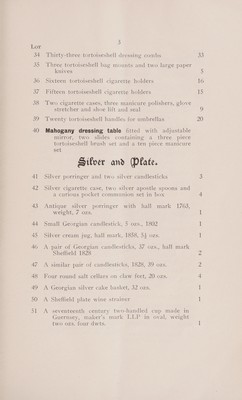 3
Lot
34 Thirty-three tortoiseshell dressing combs 33
35 Three tortoiseshell bag mounts and two large paper
knives 5
36 Sixteen tortoiseshell cigarette holders 16
37 Fifteen tortoiseshell cigarette holders 15
38 Two cigarette cases, three manicure polishers, glove
stretcher and shoe lift and seal 9
39 Twenty tortoiseshell handles for umbrellas 20
40 Mahogany dressing table fitted with adjustable
mirror, two slides containing a three piece
tortoiseshell brush set and a ten piece manicure
set
Silver and Plate.
41 Silver porringer and two silver candlesticks 3
42 Silver cigarette case, two silver apostle spoons and
a curious pocket communion set in box 4
43 Antique silver porringer with hall mark 1763,
weight, 7 ozs. 1
44 Small Georgian candlestick, 5 ozs., 1802 1
45 Silver cream jug, hall mark, 1838, 5½ ozs. 1
46 A pair of Georgian candlesticks, 37 ozs., hall mark
Sheffield 1828 2
47 A similar pair of candlesticks, 1828, 39 ozs. 2
48 Four round salt cellars on claw feet, 20 ozs. 4
49 A Georgian silver cake basket, 32 ozs. 1
50 A Sheffield plate wine strainer 1
51 A seventeenth century two-handled cup made in
Guernsey, maker's mark I.L.P in oval, weight
two ozs. four dwts. 1